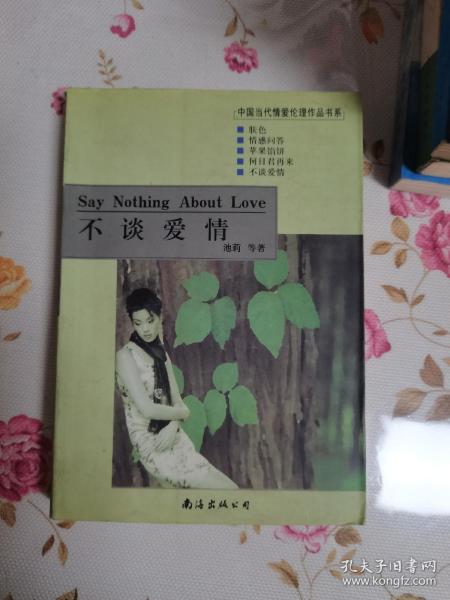 中国当代情爱伦理作品书系
■ 肤色
■ 情感问答
■ 苹果馅饼
■ 何日君再来
■ 不谈爱情
Say Nothing About Love
不谈爱情
池莉 等著
南海出版公司
孔夫子旧书网
www.kongfz.com